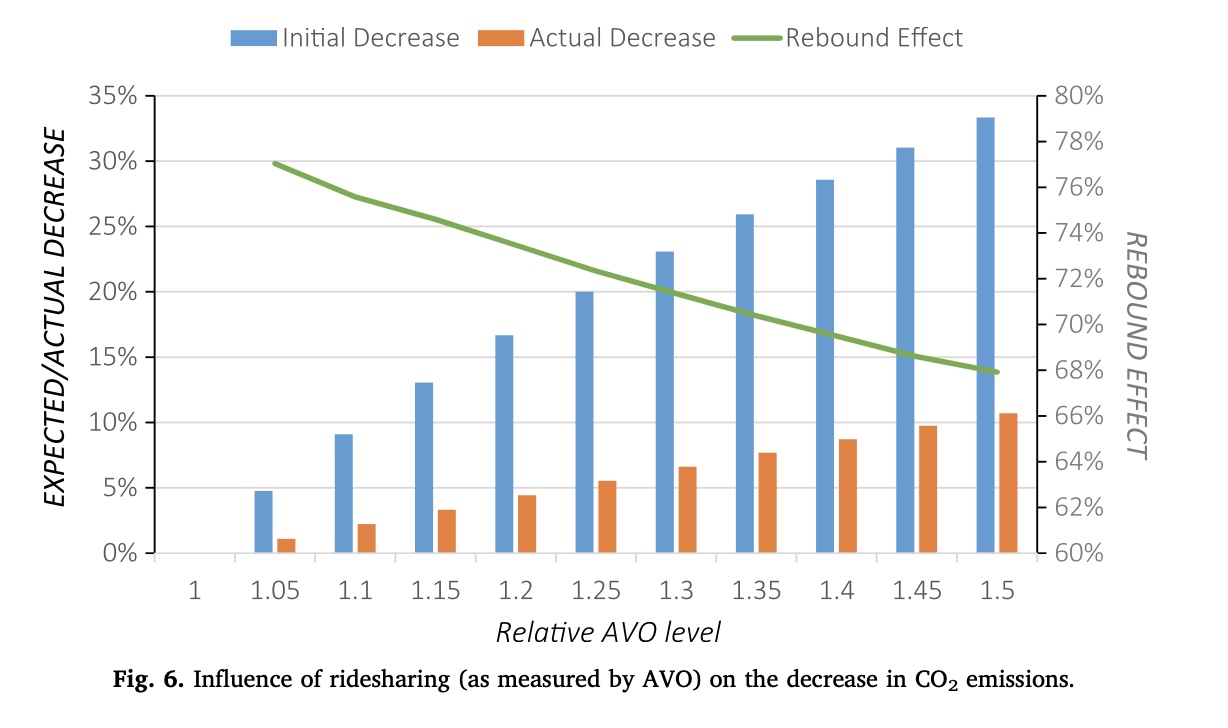 Initial Decrease Actual Decrease Rebound Effect
35% 80%
78%
30%
76%
25%
74%
20% 72%
70%
15%
68%
10%
66%
64%
5%
62%
0% 60%
EXPECTED/ACTUAL DECREASE
REBOUND EFFECT
1 1.05 1.1 1.15 1.2 1.25 1.3 1.35 1.4 1.45 1.5
Relative AVO level
Fig. 6. Influence of ridesharing (as measured by AVO) on the decrease in CO₂ emissions.